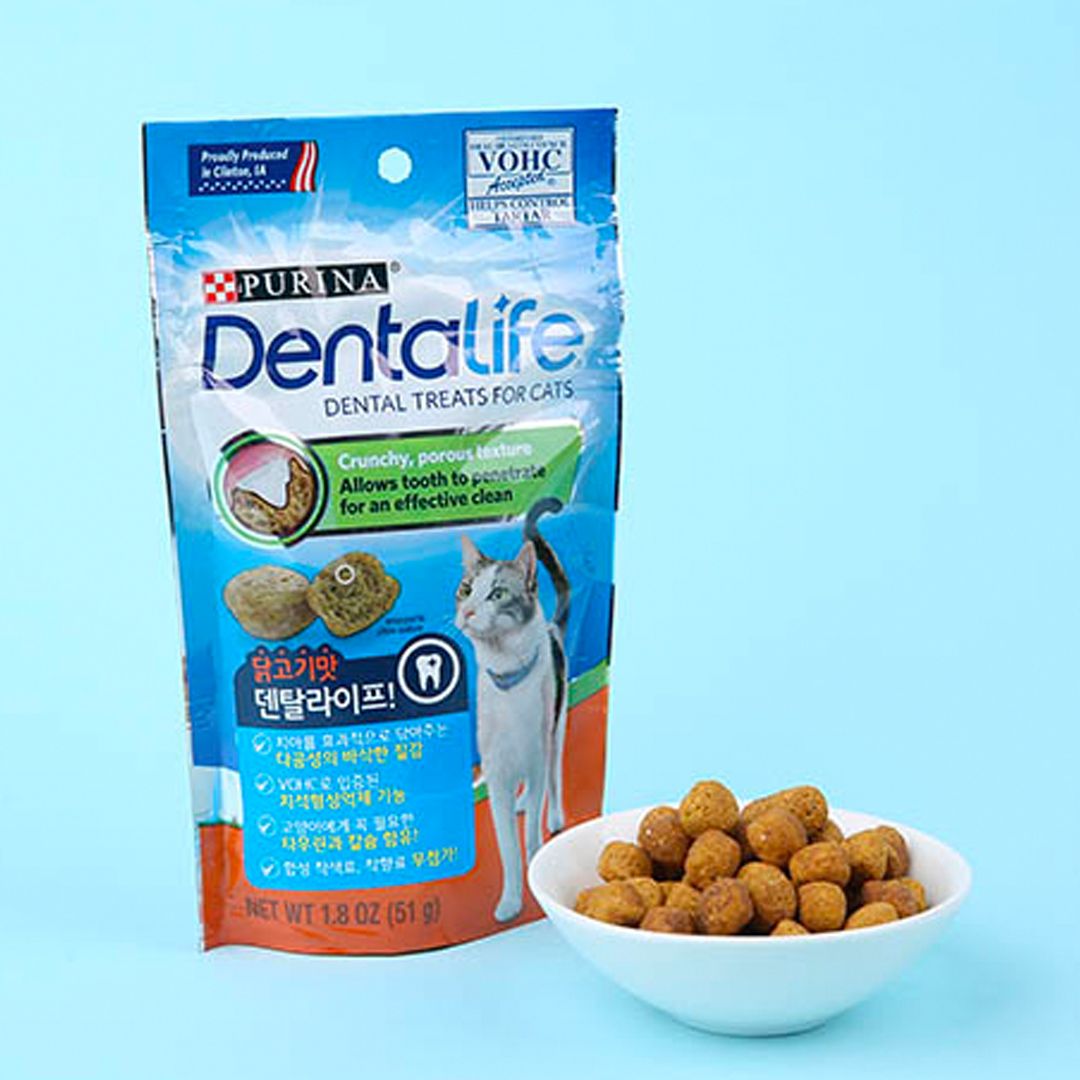 Proudly Produced
in Clinton, IA
VOHC
Accepted
HELPS CONTROL
TARTAR
PURINA
Dentalife
DENTAL TREATS FOR CATS
Crunchy, porous texture
Allows tooth to penetrate
for an effective clean
닭고기맛
덴탈라이프!
치아를 효과적으로 닦아주는
다공성의 바삭한 질감
VOHC로 입증된
치석형성억제 기능
고양이에게 꼭 필요한
타우린과 칼슘 함유!
합성 착색료, 착향료 무첨가!
NET WT 1.8 OZ (51 g)